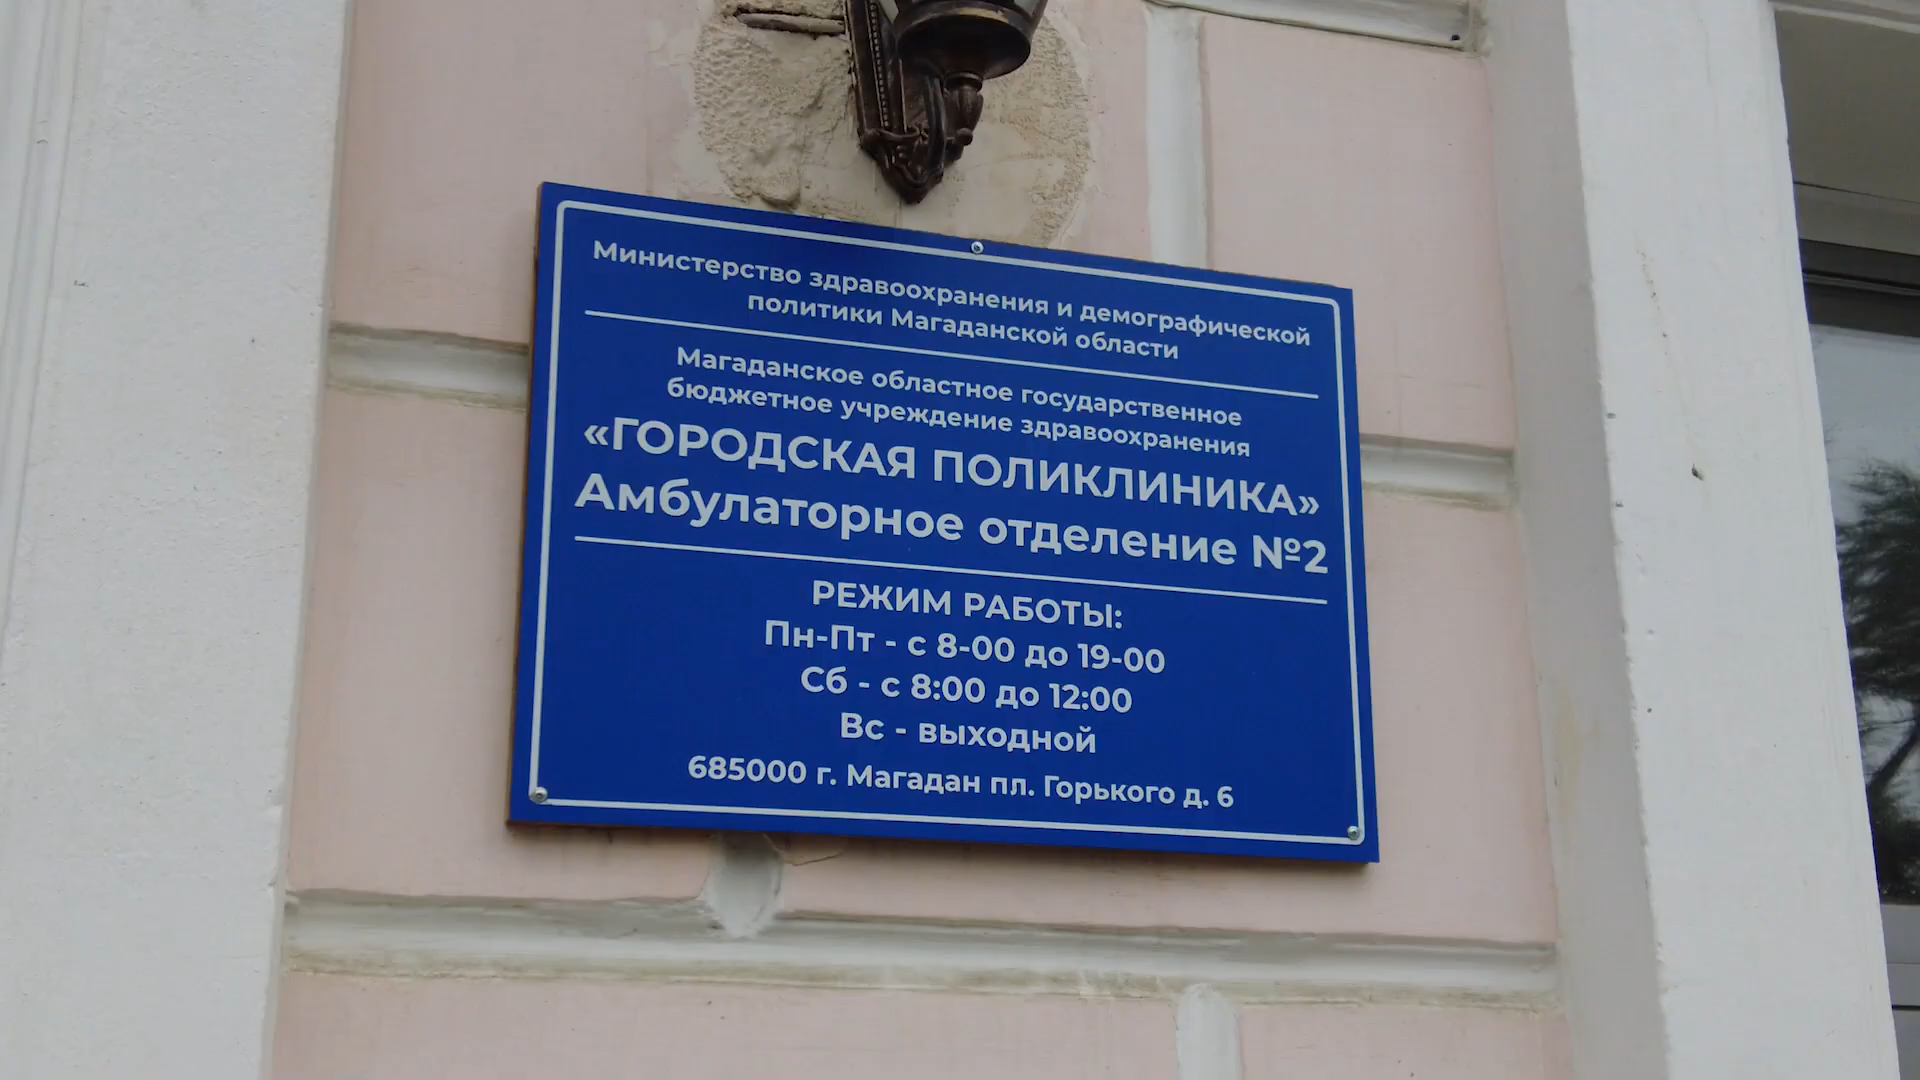 Министерство здравоохранения и демографической
политики Магаданской области
Магаданское областное государственное
бюджетное учреждение здравоохранения
«ГОРОДСКАЯ ПОЛИКЛИНИКА»
Амбулаторное отделение №2
РЕЖИМ РАБОТЫ:
Пн-Пт - с 8-00 до 19-00
Сб - с 8:00 до 12:00
Вс - выходной
685000 г. Магадан пл. Горького д. 6